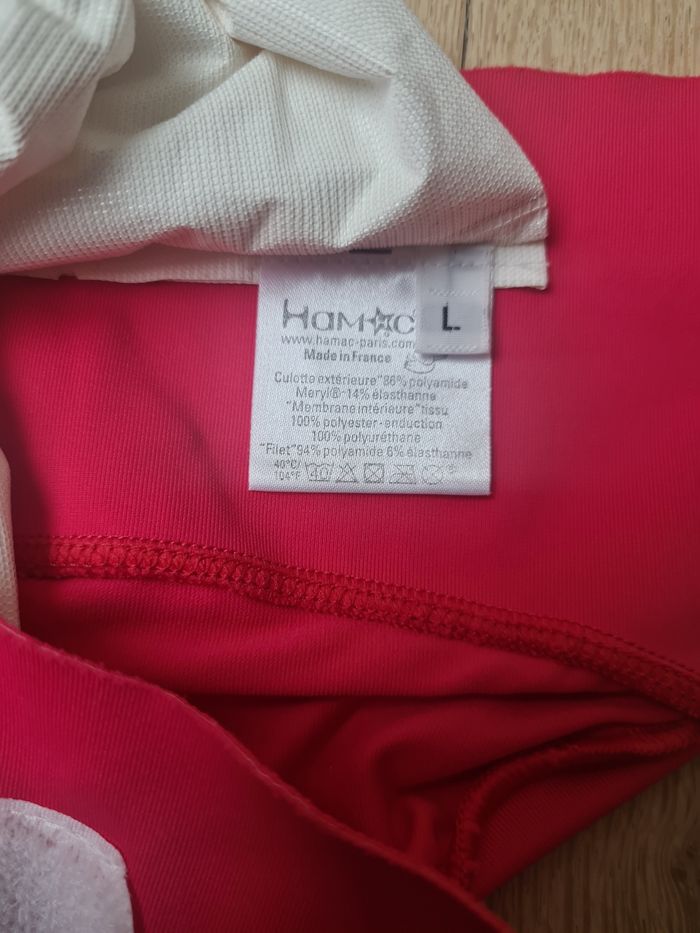 Hamac
L
www.hamac-paris.com
Made in France
Culotte extérieure"86% polyamide
Meryl®-14% élasthanne
"Membrane intérieure" tissu
100% polyester-enduction
100% polyuréthane
"Filet"94% polyamide 6% élasthanne
40°C/
104°F
40